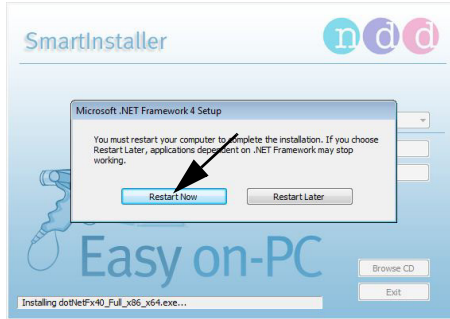 SmartInstaller
ndd
Microsoft .NET Framework 4 Setup
You must restart your computer to complete the installation. If you choose
Restart Later, applications dependent on .NET Framework may stop
working.
Restart Now
Restart Later
Easy on-PC
Browse CD
Exit
Installing dotNetFx40_Full_x86_x64.exe...